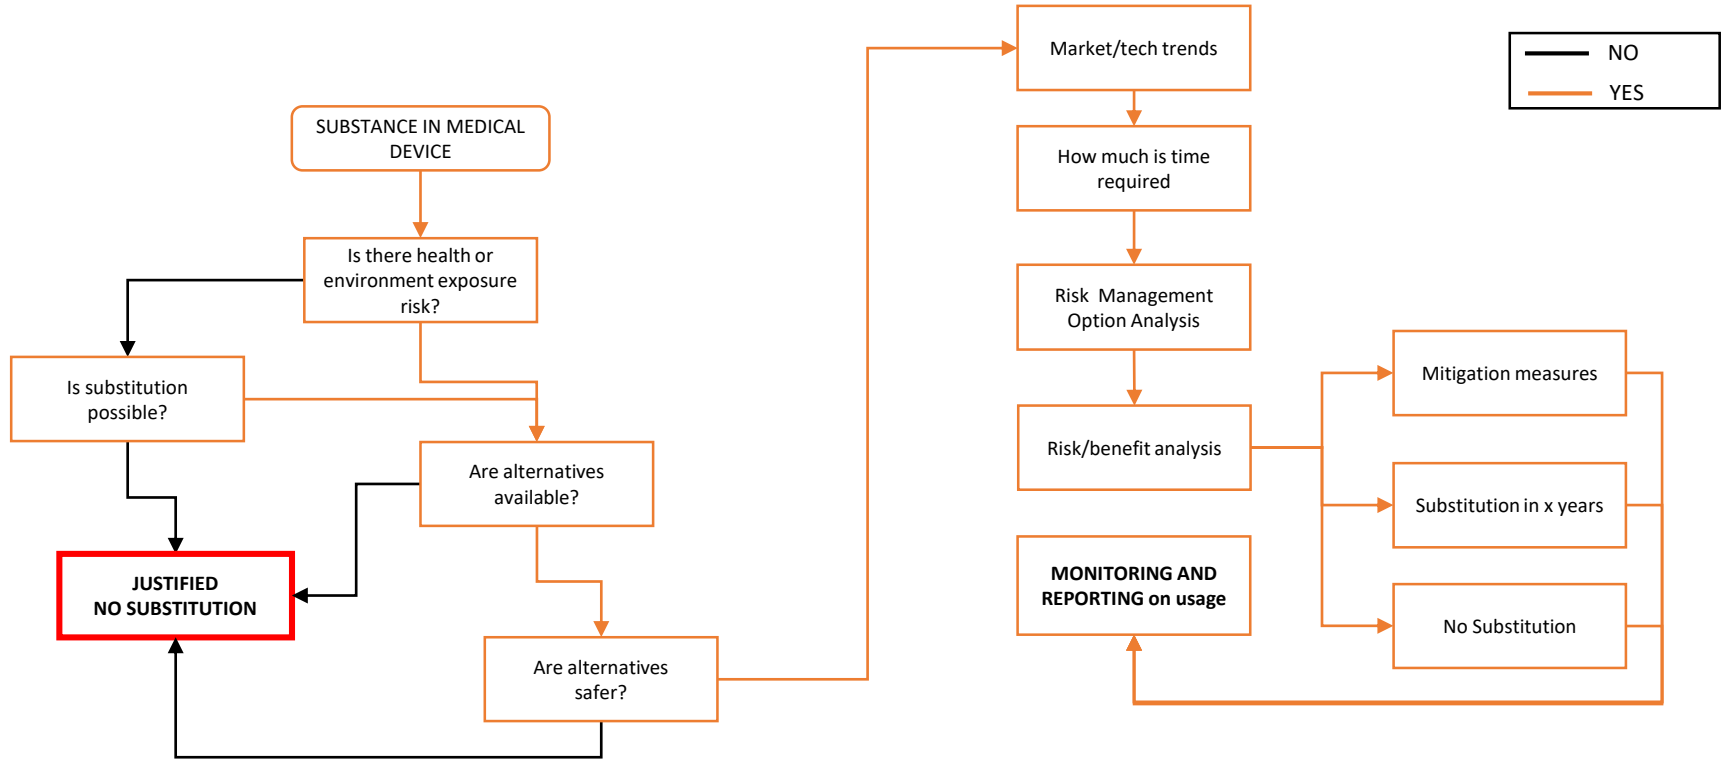 SUBSTANCE IN MEDICAL
DEVICE
Is there health or
environment exposure
risk?
Is substitution
possible?
Are alternatives
available?
JUSTIFIED
NO SUBSTITUTION
Are alternatives
safer?
Market/tech trends
How much is time
required
Risk Management
Option Analysis
Risk/benefit analysis
MONITORING AND
REPORTING on usage
Mitigation measures
Substitution in x years
No Substitution
NO
YES